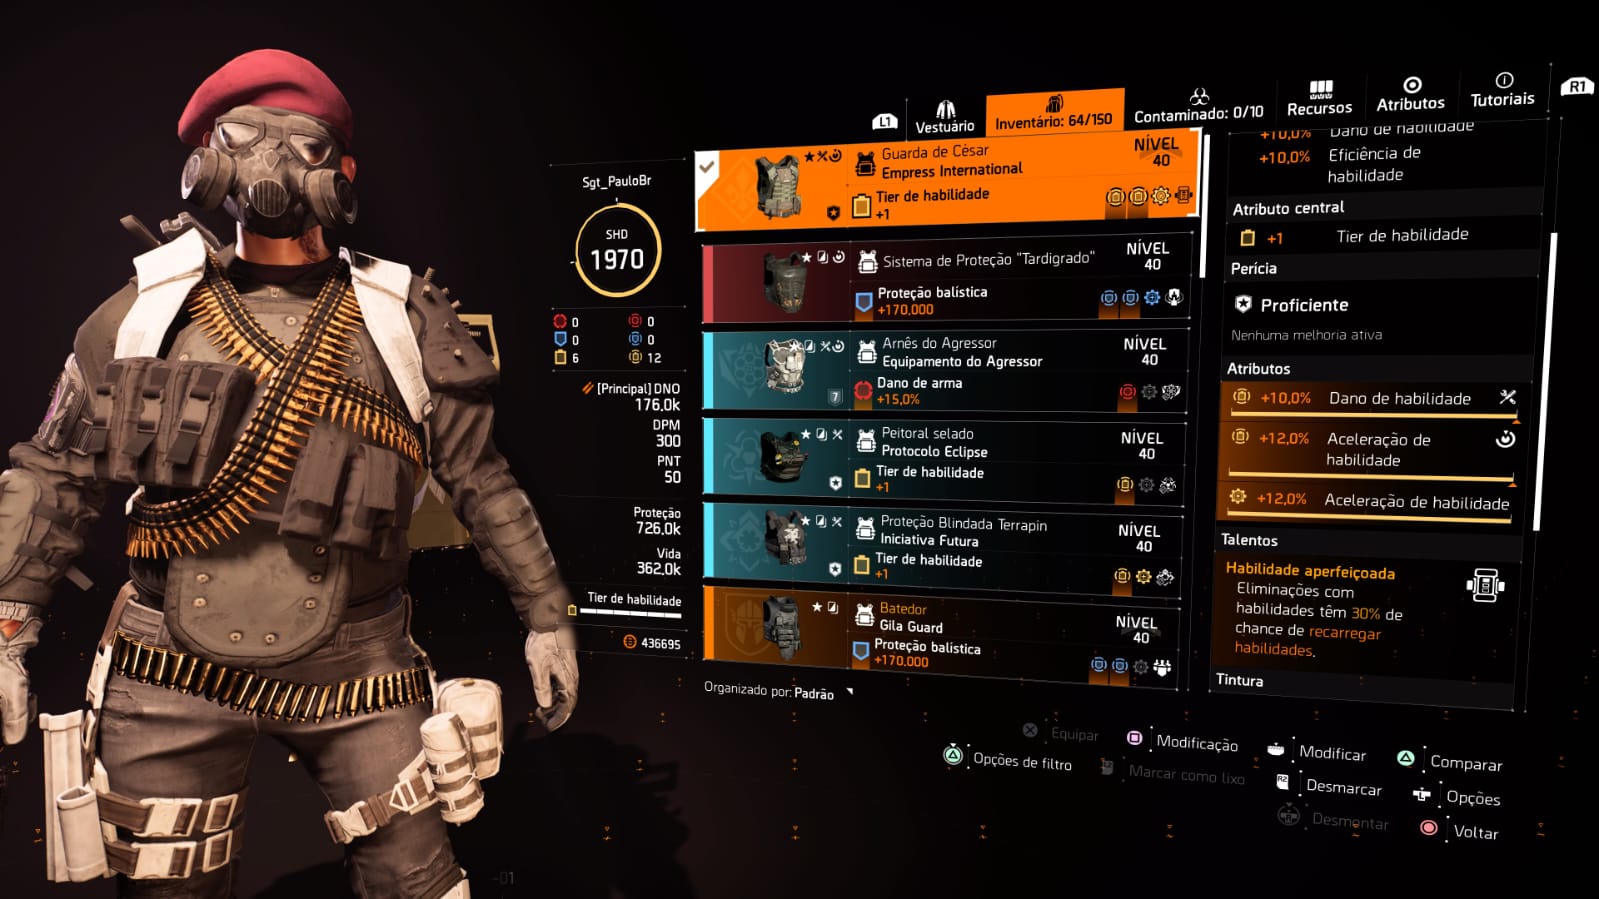 L1
Vestuário
Inventário: 64/150
Contaminado: 0/10
Recursos
Atributos
Tutoriais
R1
Sgt_PauloBr
SHD
1970
0
0
0
0
6
12
[Principal] DNO
176,0k
DPM
300
PNT
50
Proteção
726,0k
Vida
362,0k
Tier de habilidade
436695
Guarda de César
Empress International
NÍVEL
40
Tier de habilidade
+1
Sistema de Proteção "Tardigrado"
NÍVEL
40
Proteção balística
+170.000
Arnês do Agressor
Equipamento do Agressor
NÍVEL
40
Dano de arma
+15,0%
7
Peitoral selado
Protocolo Eclipse
NÍVEL
40
Tier de habilidade
+1
Proteção Blindada Terrapin
Iniciativa Futura
NÍVEL
40
Tier de habilidade
+1
Batedor
Gila Guard
NÍVEL
40
Proteção balística
+170.000
Organizado por: Padrão
+10,0% Dano de habilidade
+10,0% Eficiência de
habilidade
Atributo central
+1 Tier de habilidade
Perícia
Proficiente
Nenhuma melhoria ativa
Atributos
+10,0% Dano de habilidade
+12,0% Aceleração de
habilidade
+12,0% Aceleração de habilidade
Talentos
Habilidade aperfeiçoada
Eliminações com
habilidades têm 30% de
chance de recarregar
habilidades.
Tintura
Equipar
Modificação
Modificar
Comparar
Opções de filtro
Marcar como lixo
R2
Desmarcar
Opções
Desmontar
Voltar
-01